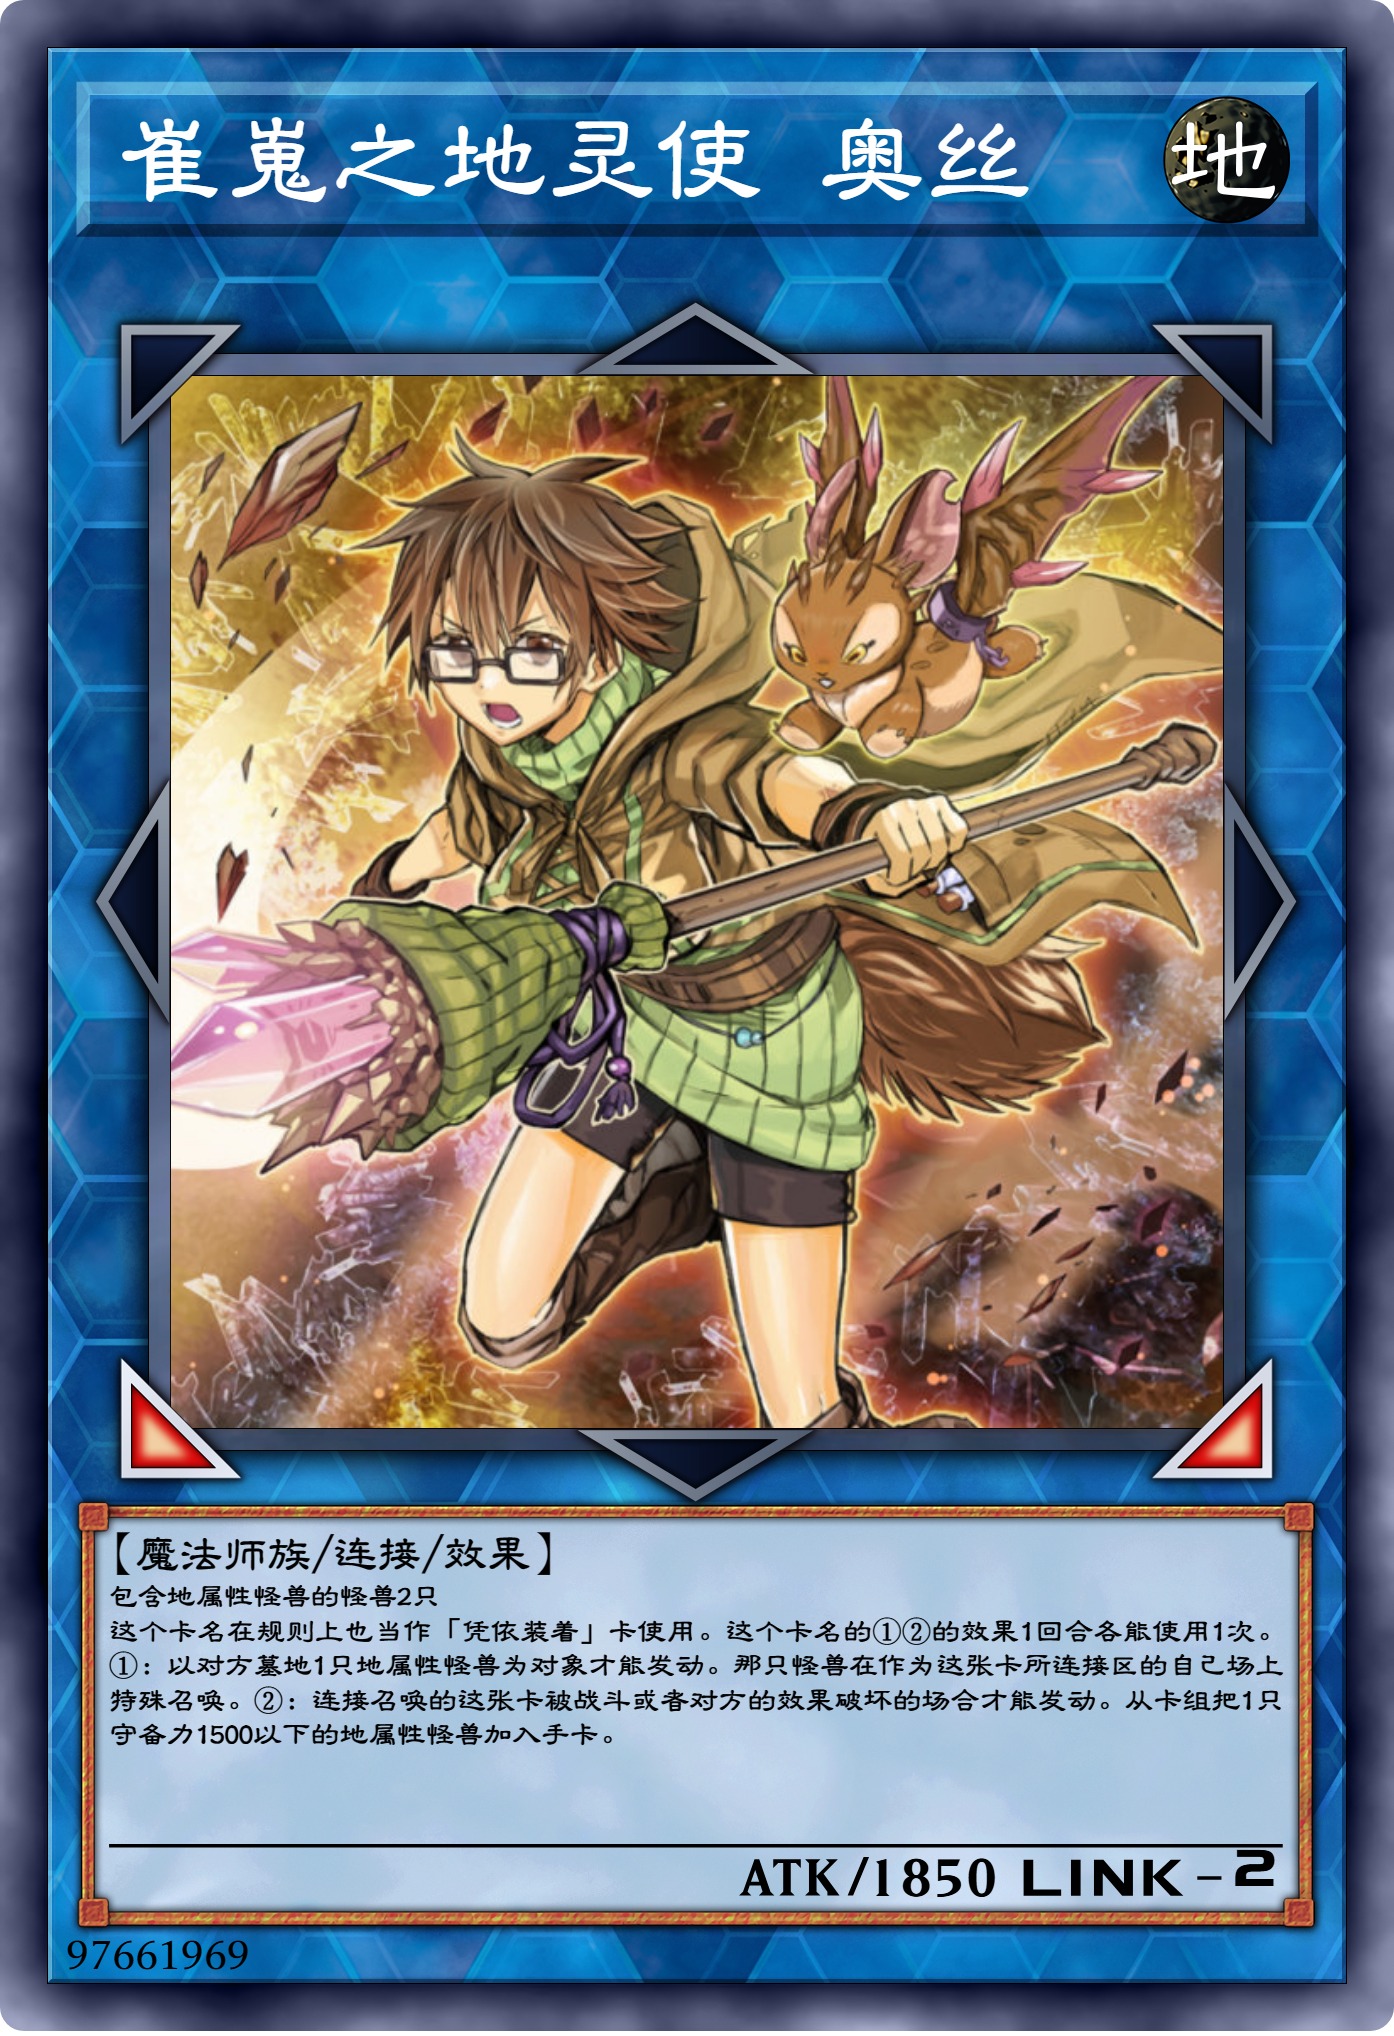 崔嵬之地灵使 奥丝
地
【魔法师族/连接/效果】
包含地属性怪兽的怪兽2只
这个卡名在规则上也当作「凭依装着」卡使用。这个卡名的①②的效果1回合各能使用1次。
①：以对方墓地1只地属性怪兽为对象才能发动。那只怪兽在作为这张卡所连接区的自己场上
特殊召唤。②：连接召唤的这张卡被战斗或者对方的效果破坏的场合才能发动。从卡组把1只
守备力1500以下的地属性怪兽加入手卡。
ATK/1850 LINK-2
97661969